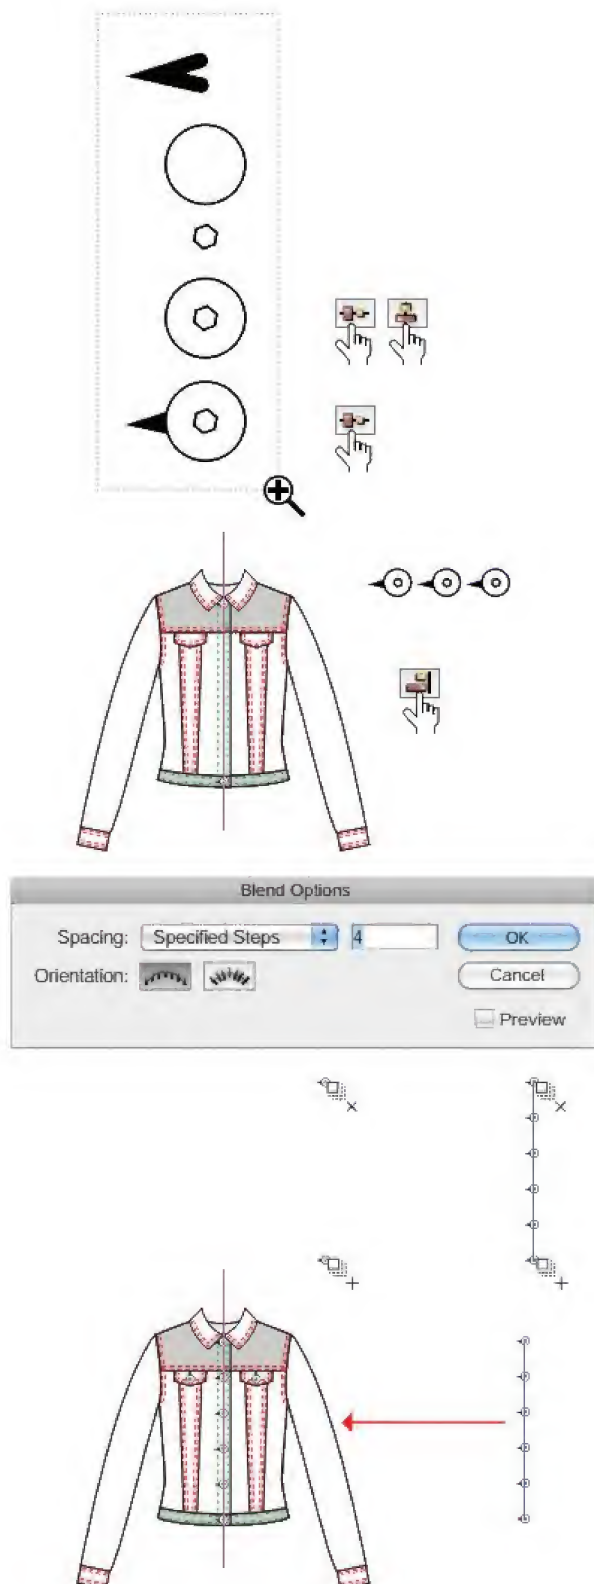 Blend Options
Spacing: Specified Steps 4 OK
Orientation: Cancel
Preview